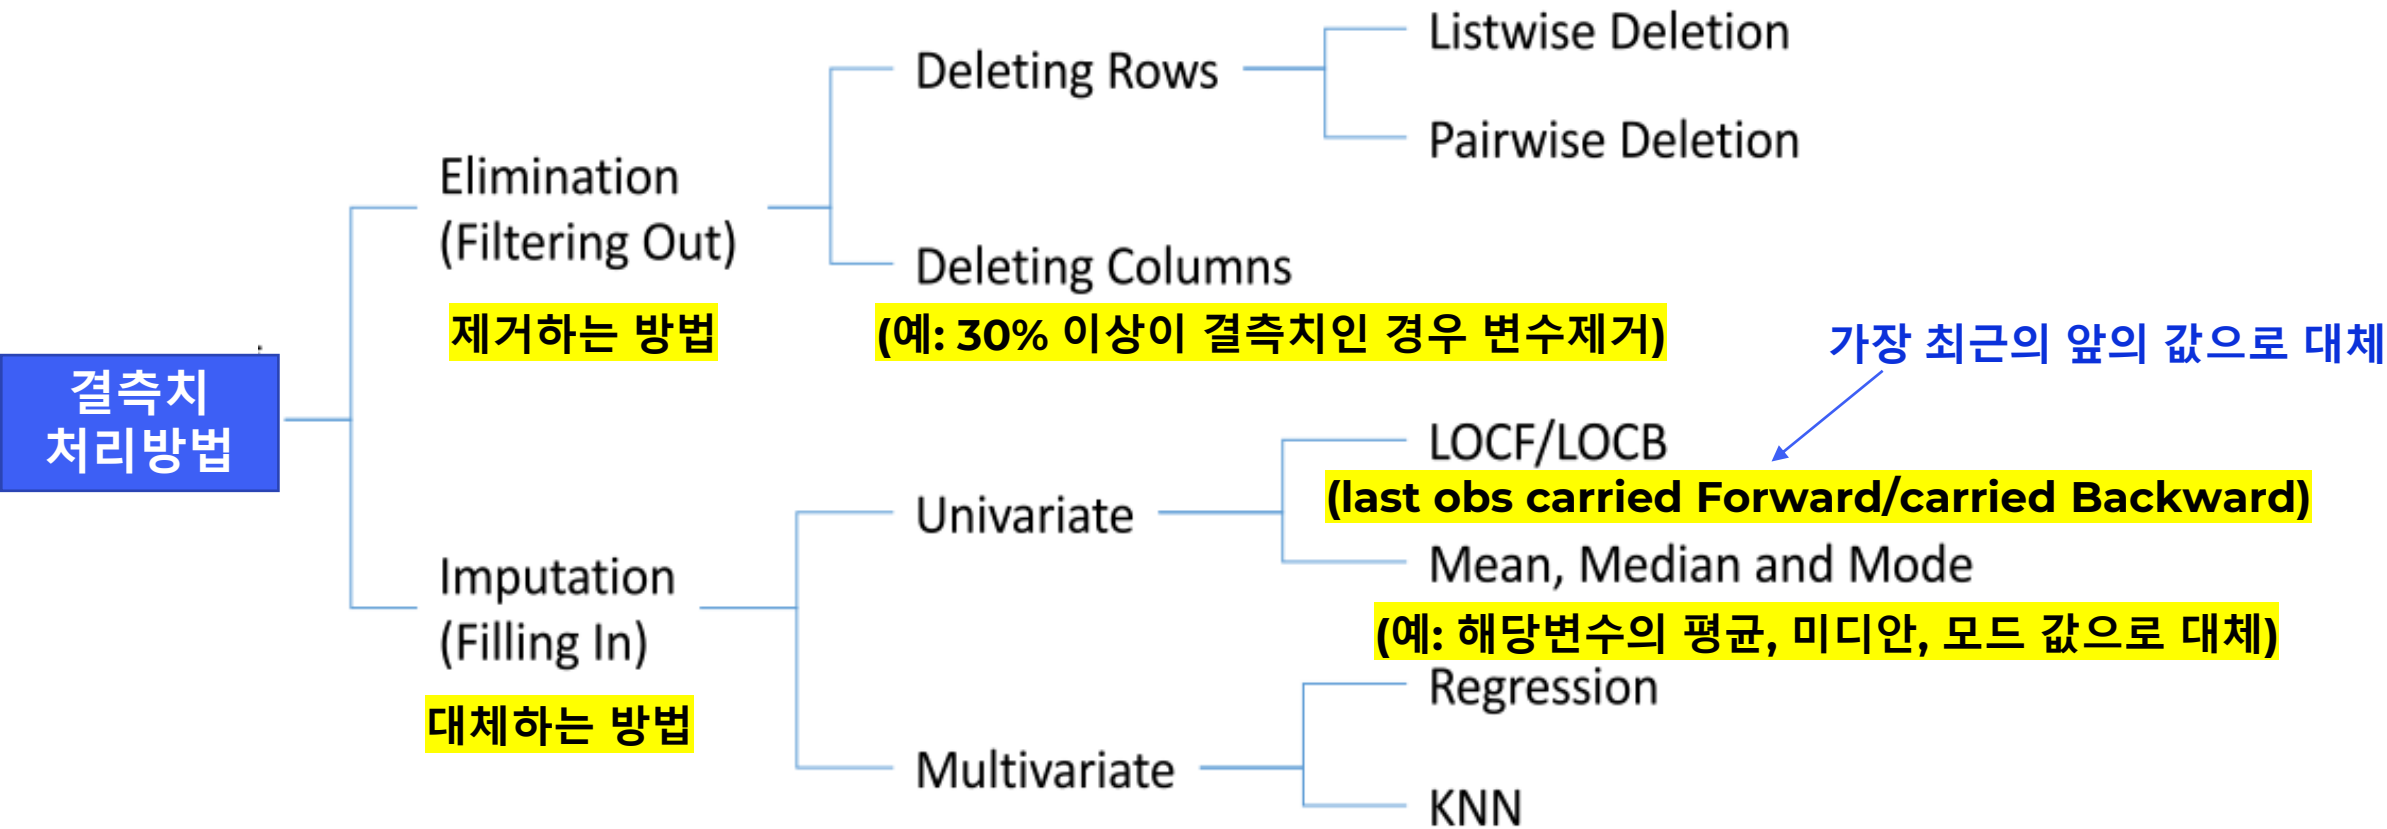 결측치
처리방법
Elimination
(Filtering Out)
제거하는 방법
Deleting Rows
Listwise Deletion
Pairwise Deletion
Deleting Columns
(예: 30% 이상이 결측치인 경우 변수제거)
Imputation
(Filling In)
대체하는 방법
Univariate
가장 최근의 앞의 값으로 대체
LOCF/LOCB
(last obs carried Forward/carried Backward)
Mean, Median and Mode
(예: 해당변수의 평균, 미디안, 모드 값으로 대체)
Multivariate
Regression
KNN